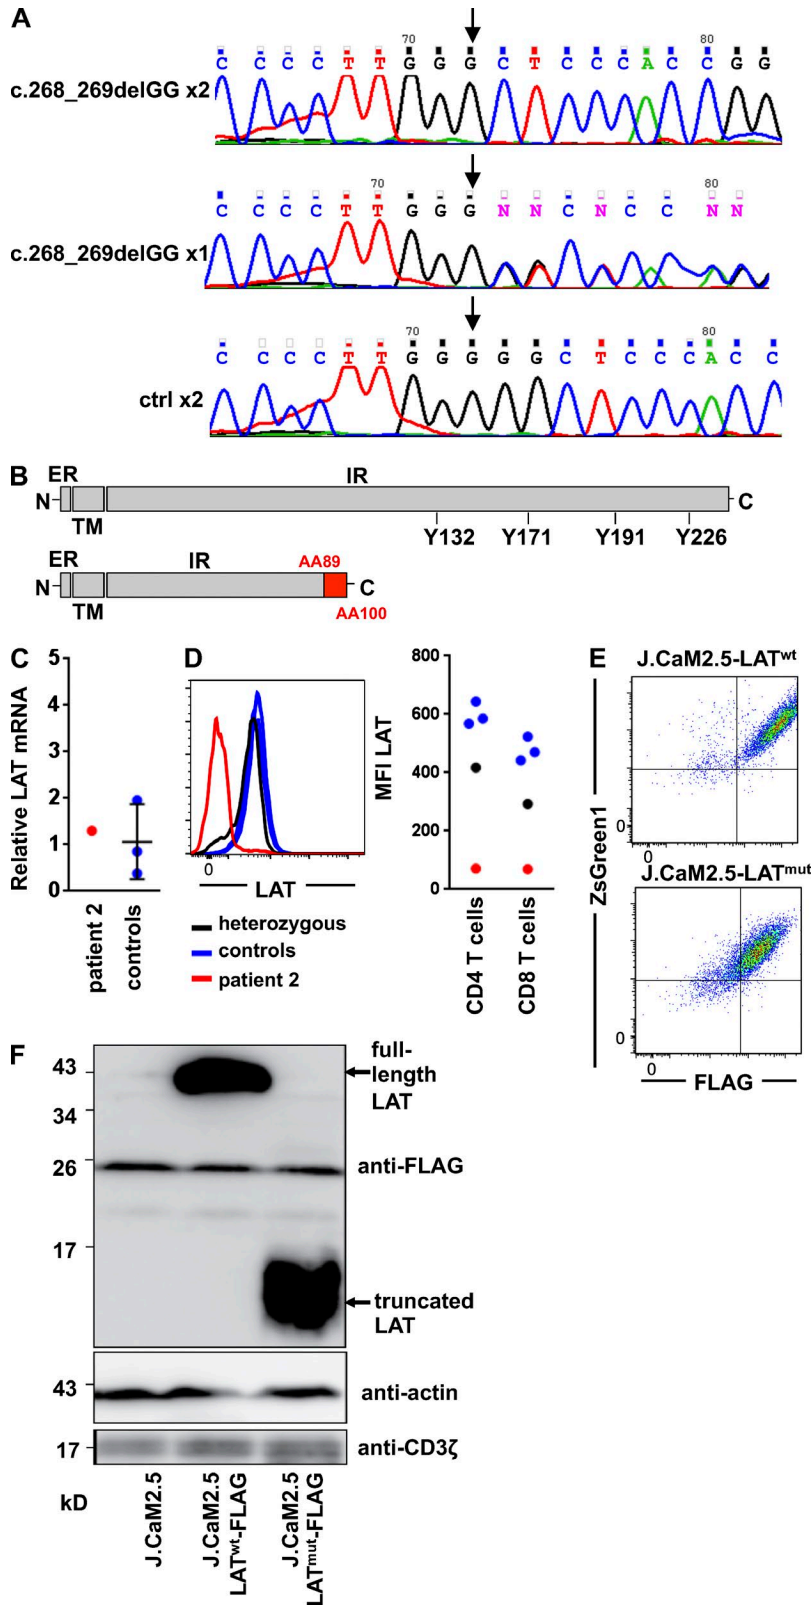 A
70
80
C C C C T T G G G C T C C C A C C G G
c.268_269delGG x2
70
80
C C C C T T G G G N N C N C C N N
c.268_269delGG x1
70
80
C C C C T T G G G G G C T C C C A C C
ctrl x2
B
ER
IR
N
C
TM
Y132
Y171
Y191
Y226
ER
IR
AA89
N
C
TM
AA100
C
Relative LAT mRNA
5
4
3
2
1
0
patient 2
controls
D
0
LAT
heterozygous
controls
patient 2
MFI LAT
800
600
400
200
0
CD4 T cells
CD8 T cells
E
J.CaM2.5-LATwt
0
0
J.CaM2.5-LATmut
0
0
ZsGreen1
FLAG
F
43
34
26
17
full-
length
LAT
anti-FLAG
truncated
LAT
43
anti-actin
17
anti-CD3ζ
kD
J.CaM2.5
J.CaM2.5
LATwt-FLAG
J.CaM2.5
LATmut-FLAG